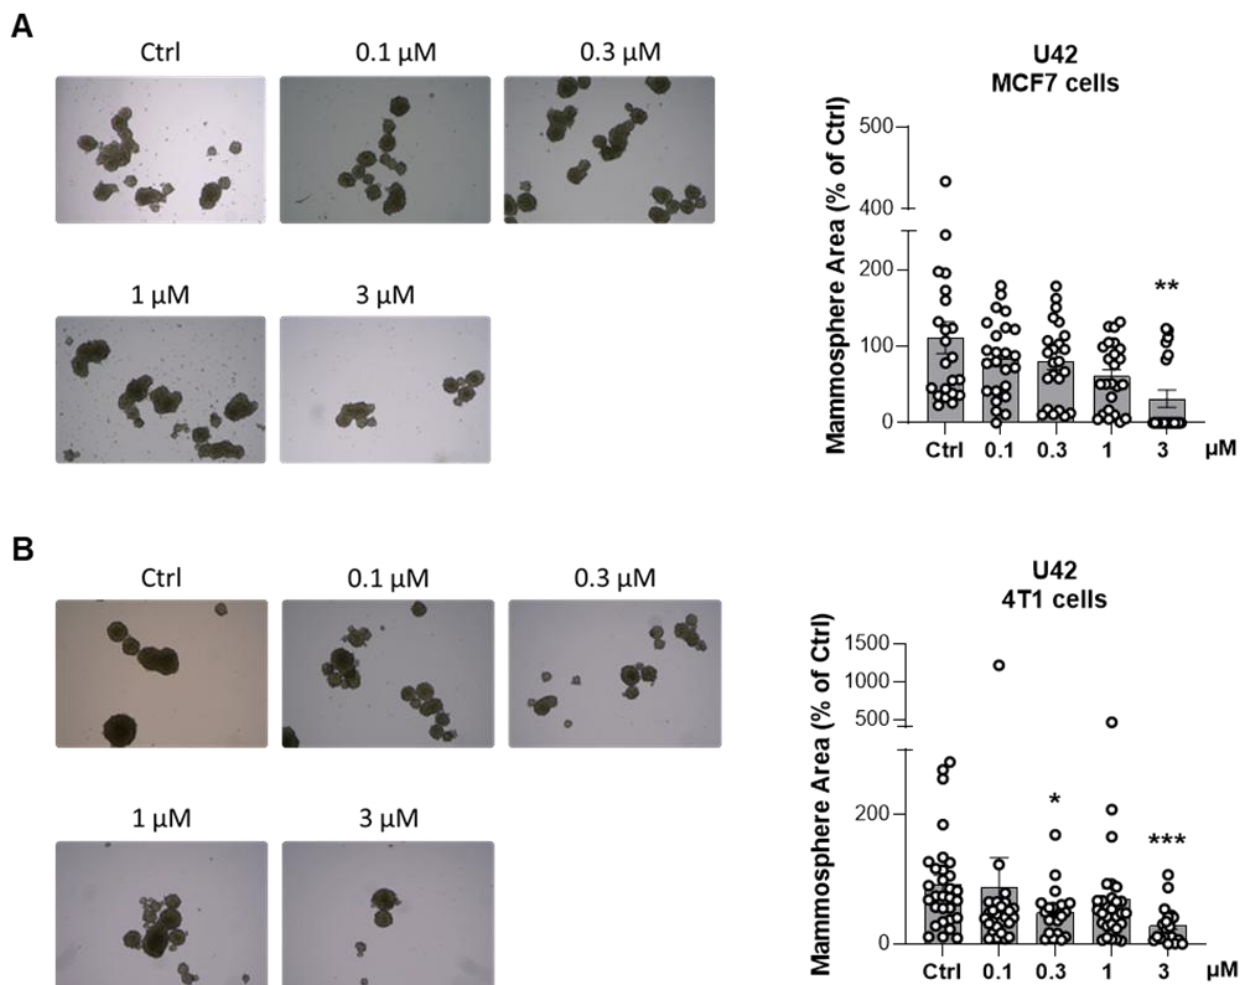 A
Ctrl
0.1 µM
0.3 µM
1 µM
3 µM
U42
MCF7 cells
Mammosphere Area (% of Ctrl)
500
400
200
100
0
**
Ctrl
0.1
0.3
1
3
µM
B
Ctrl
0.1 µM
0.3 µM
1 µM
3 µM
U42
4T1 cells
Mammosphere Area (% of Ctrl)
1500
1000
500
200
0
*
***
Ctrl
0.1
0.3
1
3
µM